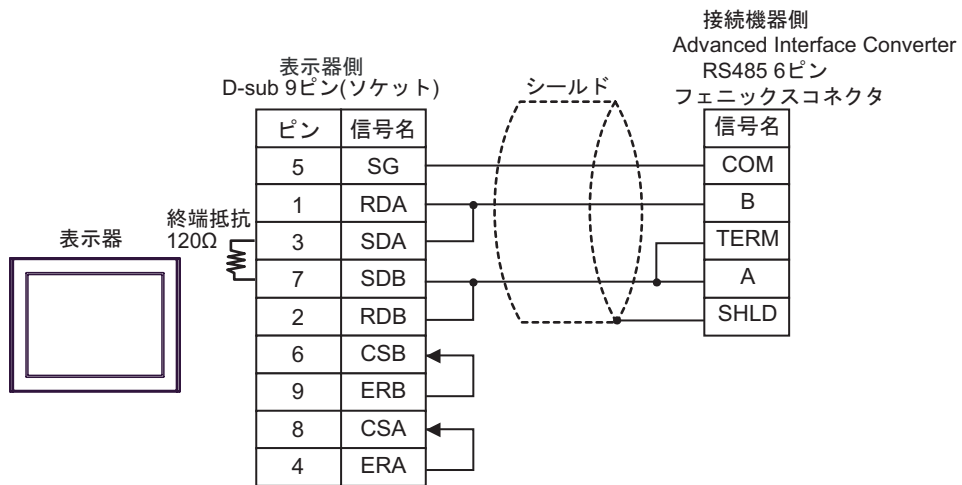 接続機器側
Advanced Interface Converter
RS485 6ピン
フェニックスコネクタ
表示器側
D-sub 9ピン(ソケット)
シールド
ピン 信号名 信号名
5 SG COM
1 RDA B
終端抵抗
120Ω
3 SDA TERM
表示器
7 SDB A
2 RDB SHLD
6 CSB
9 ERB
8 CSA
4 ERA